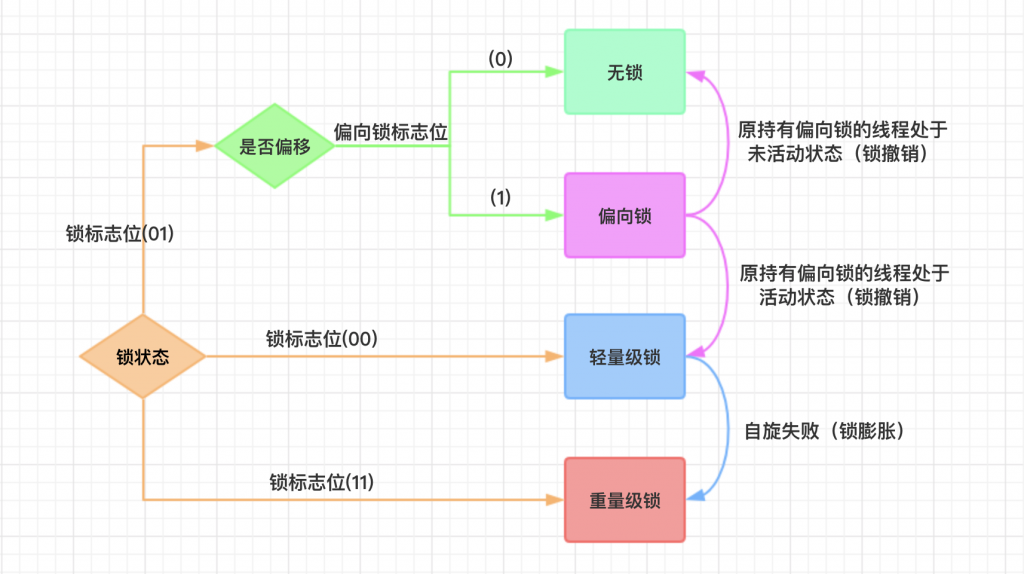 (0)
无锁
偏向锁标志位
是否偏移
原持有偏向锁的线程处于
未活动状态（锁撤销）
(1)
偏向锁
锁标志位(01)
原持有偏向锁的线程处于
活动状态（锁撤销）
锁标志位(00)
锁状态
轻量级锁
自旋失败（锁膨胀）
锁标志位(11)
重量级锁